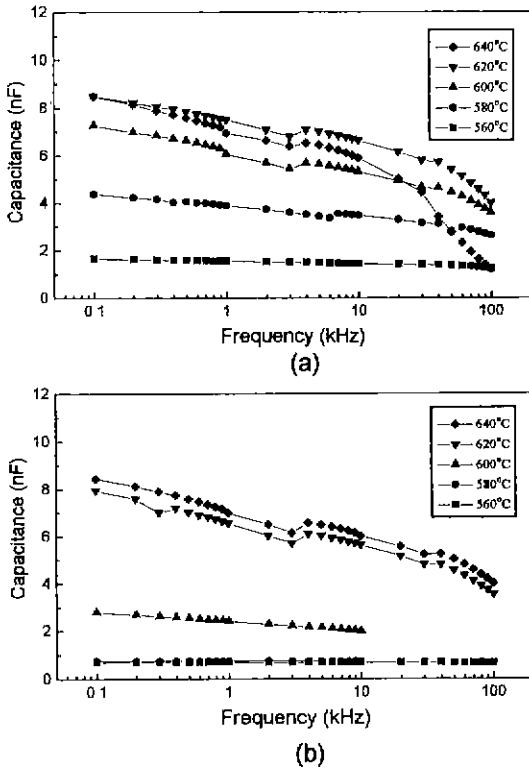 12
10
8
6
4
2
0
Capacitance (nF)
640°C
620°C
600°C
580°C
560°C
0 1
1
10
100
Frequency (kHz)
(a)
12
10
8
6
4
2
0
Capacitance (nF)
640°C
620°C
600°C
580°C
560°C
0 1
1
10
100
Frequency (kHz)
(b)